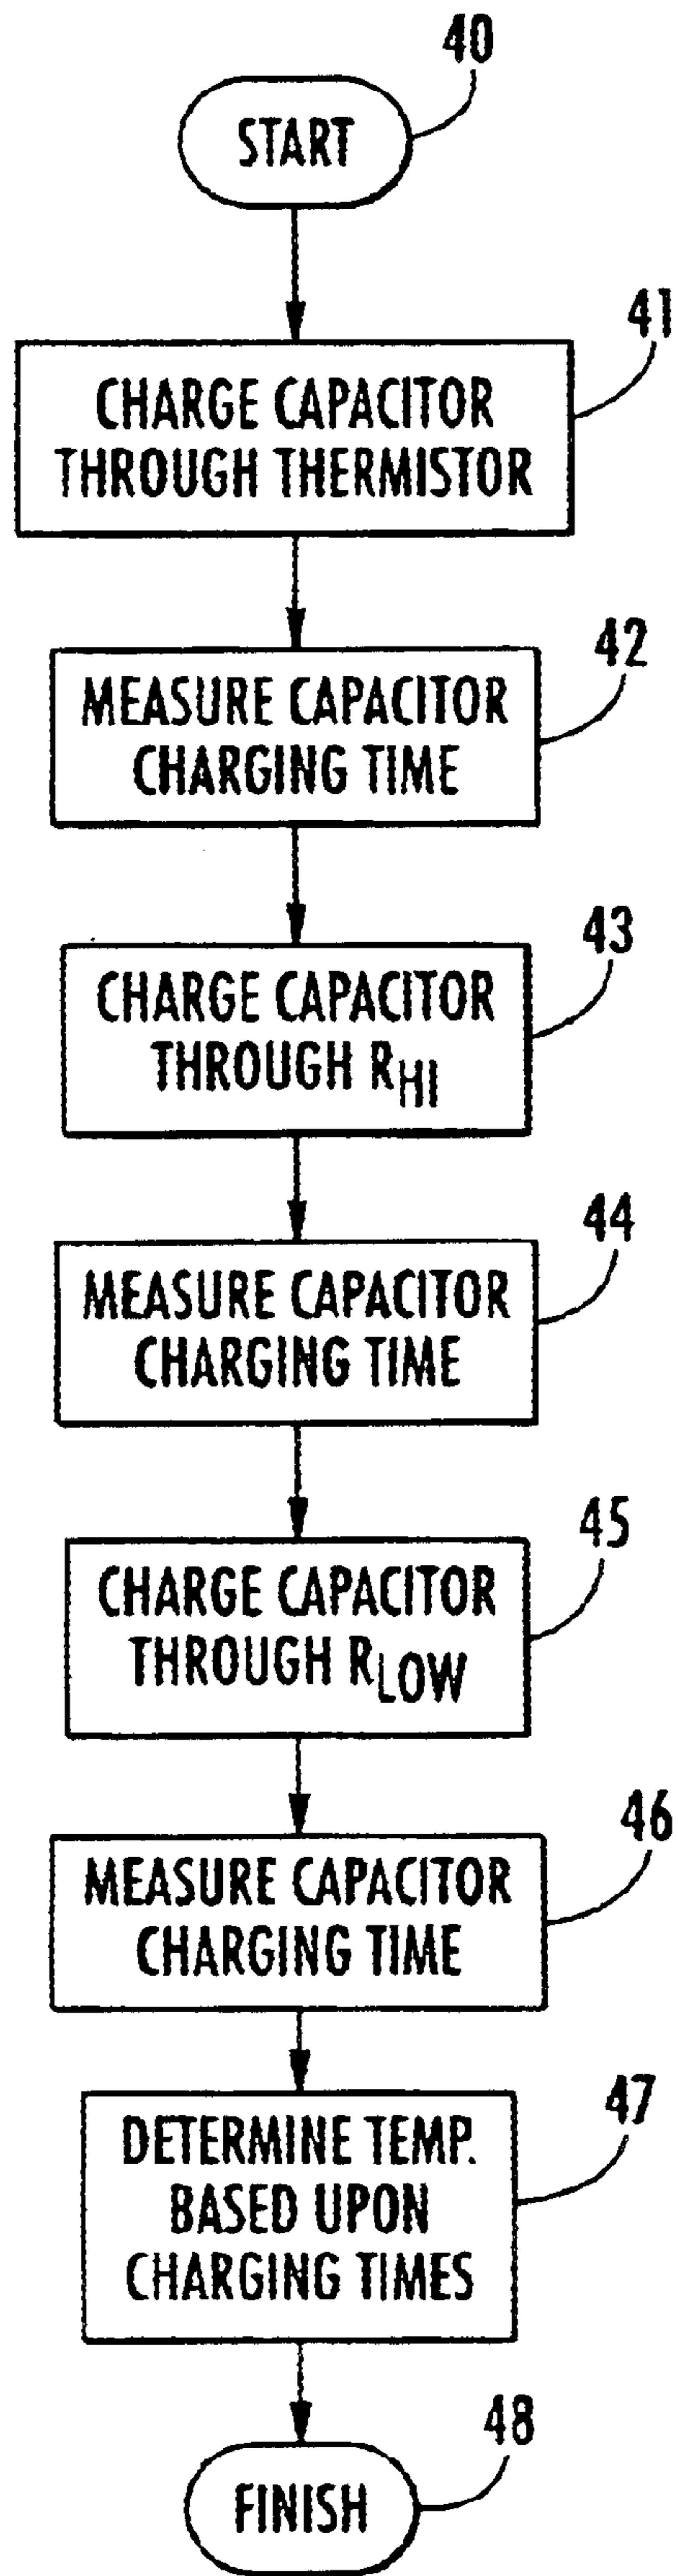 40
START
41
CHARGE CAPACITOR
THROUGH THERMISTOR
42
MEASURE CAPACITOR
CHARGING TIME
43
CHARGE CAPACITOR
THROUGH RHI
44
MEASURE CAPACITOR
CHARGING TIME
45
CHARGE CAPACITOR
THROUGH RLOW
46
MEASURE CAPACITOR
CHARGING TIME
47
DETERMINE TEMP.
BASED UPON
CHARGING TIMES
48
FINISH